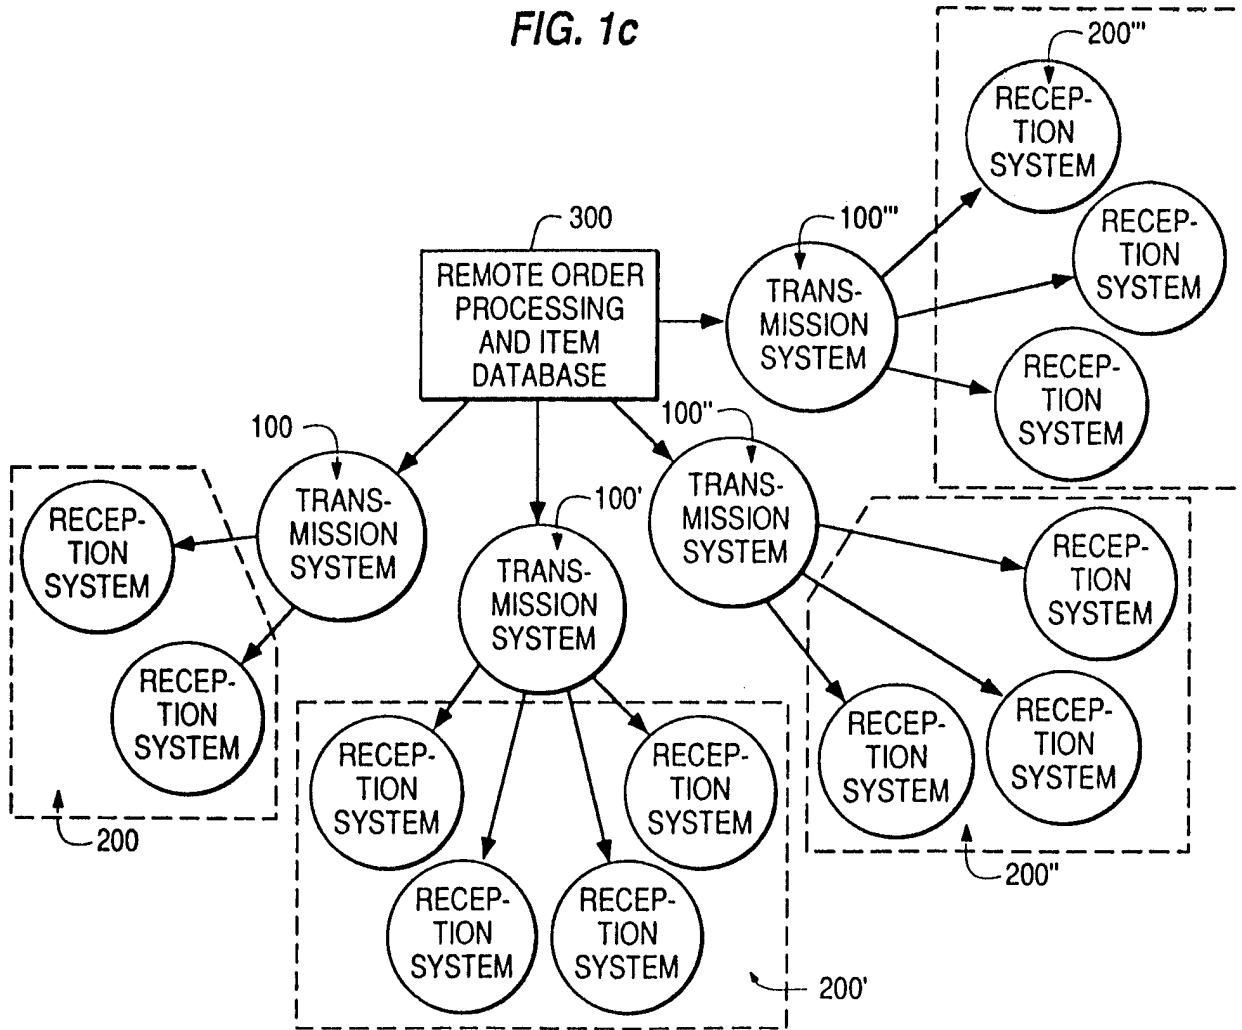 FIG. 1c
200'''
RECEP-
TION
SYSTEM
RECEP-
TION
SYSTEM
RECEP-
TION
SYSTEM
100'''
TRANS-
MISSION
SYSTEM
300
REMOTE ORDER
PROCESSING
AND ITEM
DATABASE
100
TRANS-
MISSION
SYSTEM
RECEP-
TION
SYSTEM
RECEP-
TION
SYSTEM
200
100'
TRANS-
MISSION
SYSTEM
RECEP-
TION
SYSTEM
RECEP-
TION
SYSTEM
RECEP-
TION
SYSTEM
RECEP-
TION
SYSTEM
200'
100"
TRANS-
MISSION
SYSTEM
RECEP-
TION
SYSTEM
RECEP-
TION
SYSTEM
RECEP-
TION
SYSTEM
200"